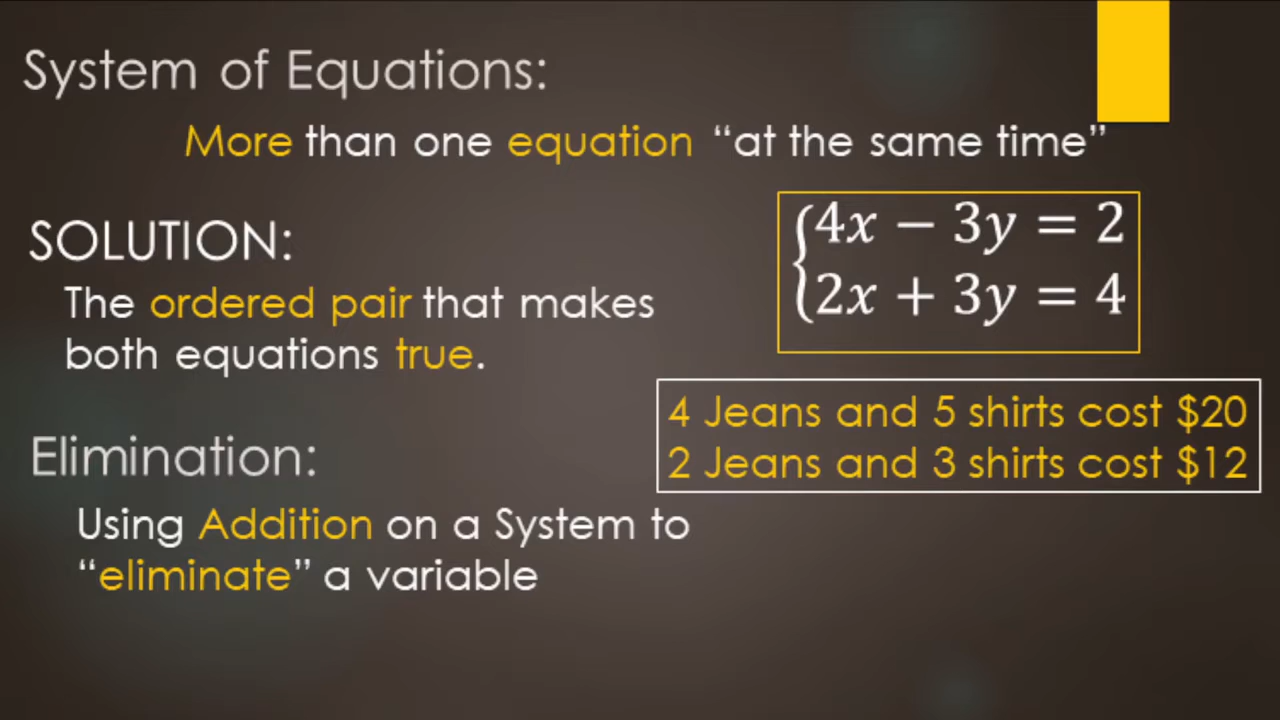 System of Equations:
More than one equation “at the same time”
SOLUTION:
The ordered pair that makes
both equations true.
4x − 3y = 2
2x + 3y = 4
4 Jeans and 5 shirts cost $20
2 Jeans and 3 shirts cost $12
Elimination:
Using Addition on a System to
“eliminate” a variable